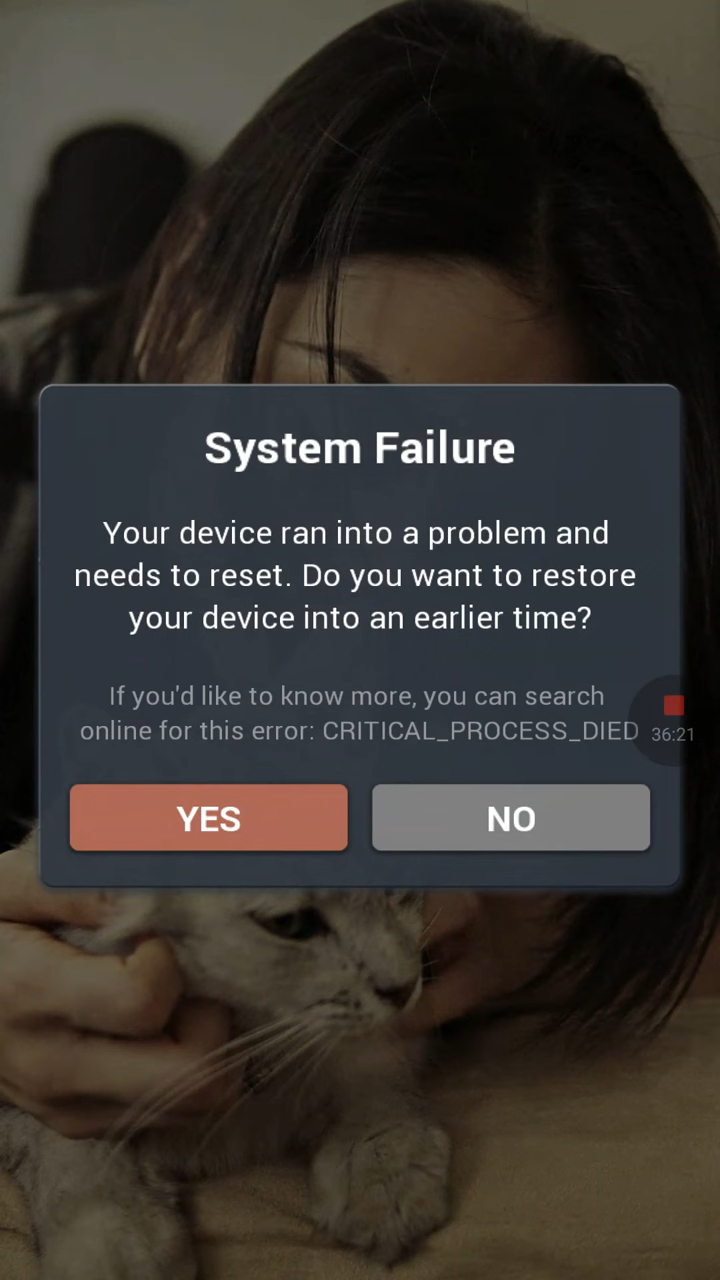 System Failure
Your device ran into a problem and
needs to reset. Do you want to restore
your device into an earlier time?
If you'd like to know more, you can search
online for this error: CRITICAL_PROCESS_DIED
36:21
YES
NO